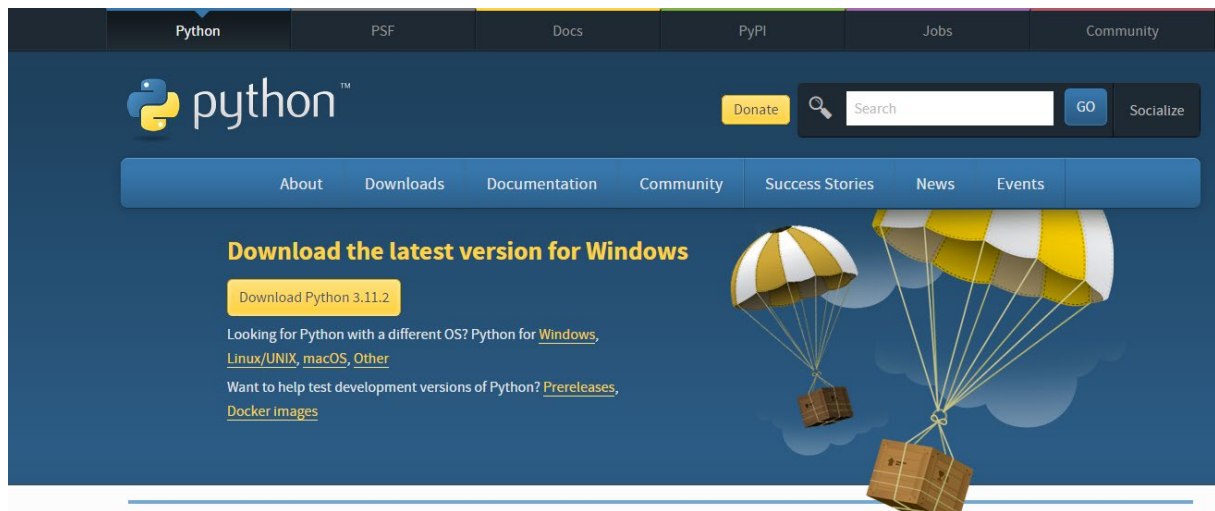 Python PSF Docs PyPI Jobs Community
python™
Donate Search GO Socialize
About Downloads Documentation Community Success Stories News Events
Download the latest version for Windows
Download Python 3.11.2
Looking for Python with a different OS? Python for Windows,
Linux/UNIX, macOS, Other
Want to help test development versions of Python? Prereleases,
Docker images